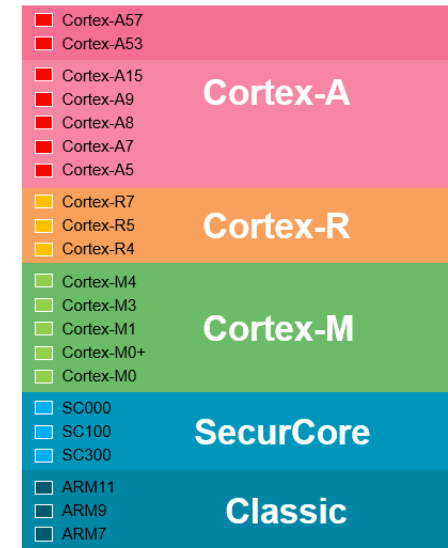 Cortex-A57
Cortex-A53
Cortex-A15
Cortex-A9
Cortex-A8
Cortex-A7
Cortex-A5
Cortex-A
Cortex-R7
Cortex-R5
Cortex-R4
Cortex-R
Cortex-M4
Cortex-M3
Cortex-M1
Cortex-M0+
Cortex-M0
Cortex-M
SC000
SC100
SC300
SecurCore
ARM11
ARM9
ARM7
Classic